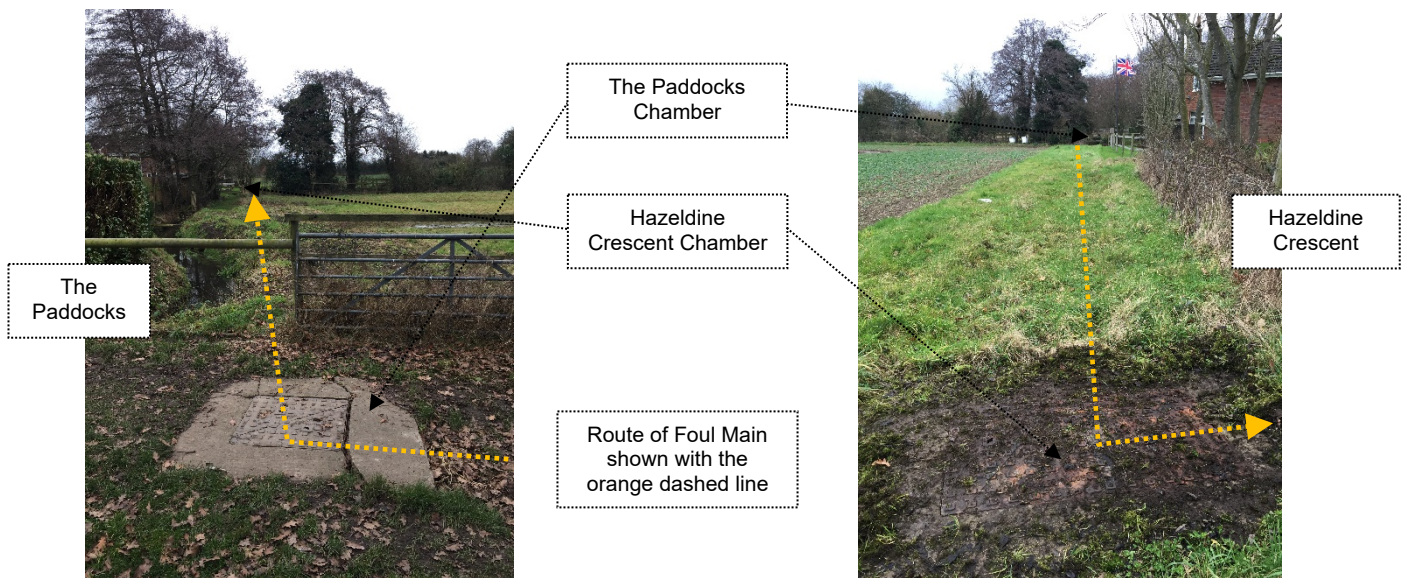 The Paddocks
Chamber
Hazeldine
Crescent Chamber
The
Paddocks
Hazeldine
Crescent
Route of Foul Main
shown with the
orange dashed line